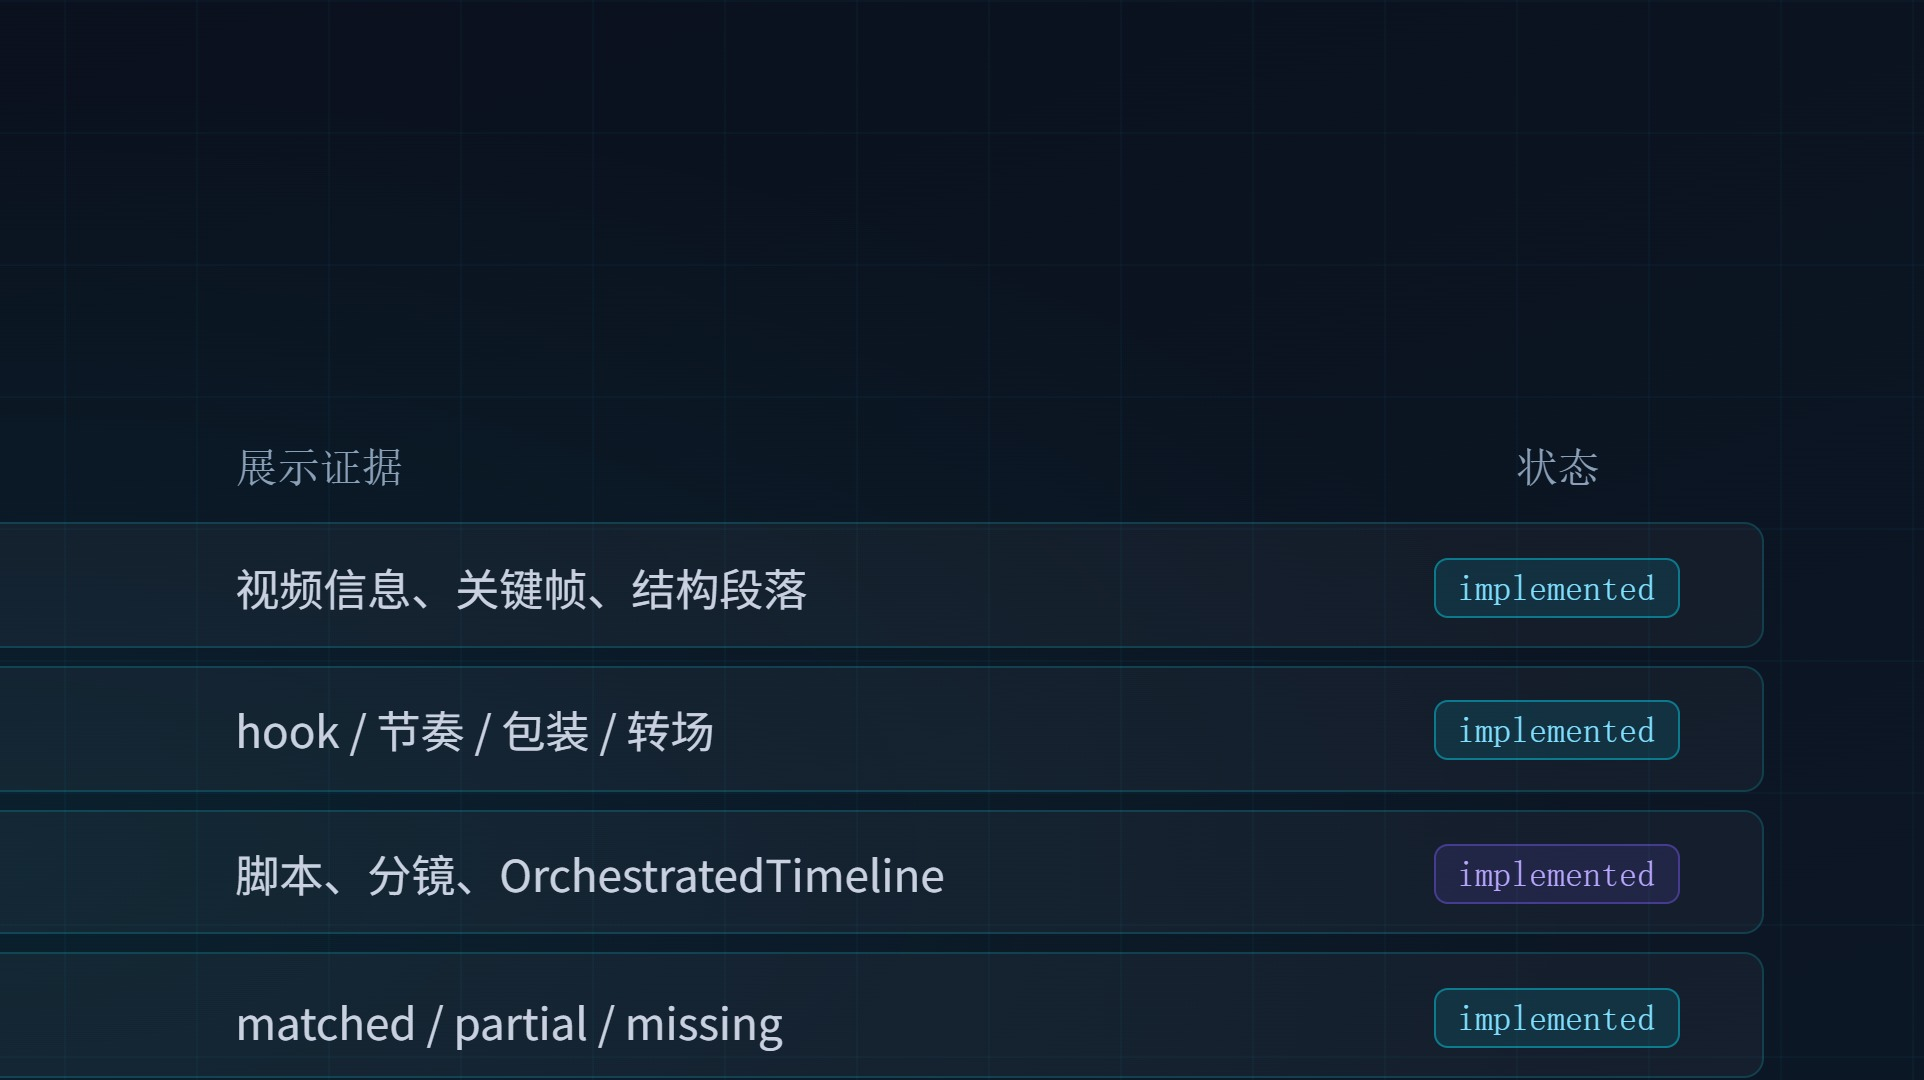 展示证据 状态
视频信息、关键帧、结构段落 implemented
hook / 节奏 / 包装 / 转场 implemented
脚本、分镜、OrchestratedTimeline implemented
matched / partial / missing implemented